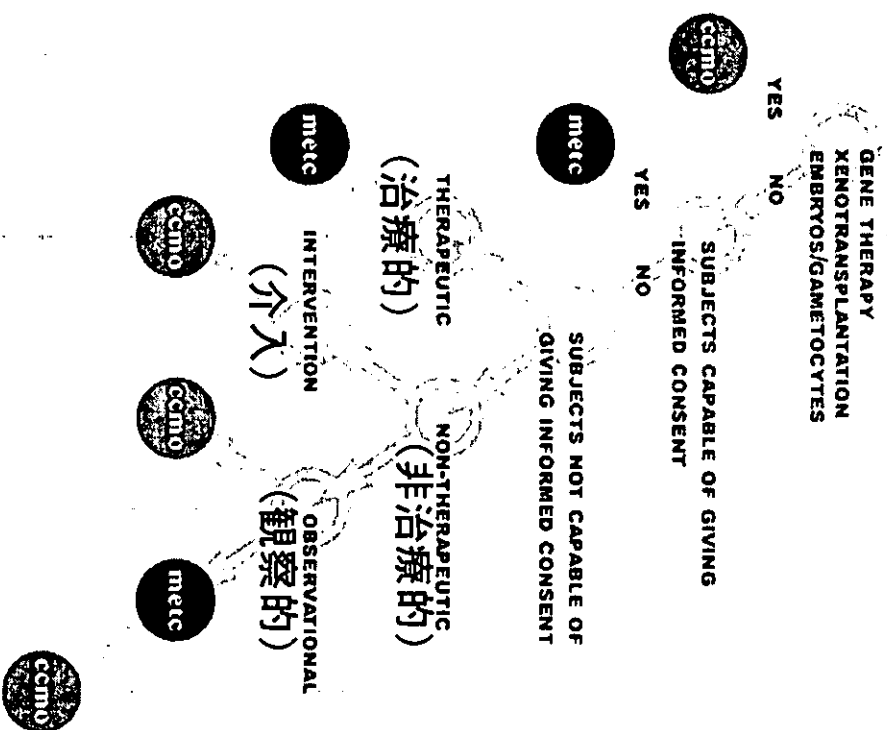 GENE THERAPY
XENOTRANSPLANTATION
EMBRYOS/GAMETOCYTES
YES NO
ccmo
SUBJECTS CAPABLE OF GIVING
INFORMED CONSENT
YES NO
metc
SUBJECTS NOT CAPABLE OF
GIVING INFORMED CONSENT
THERAPEUTIC
(治療的)
NON-THERAPEUTIC
(非治療的)
metc
INTERVENTION
(介入)
OBSERVATIONAL
(観察的)
ccmo
ccmo
metc
ccmo